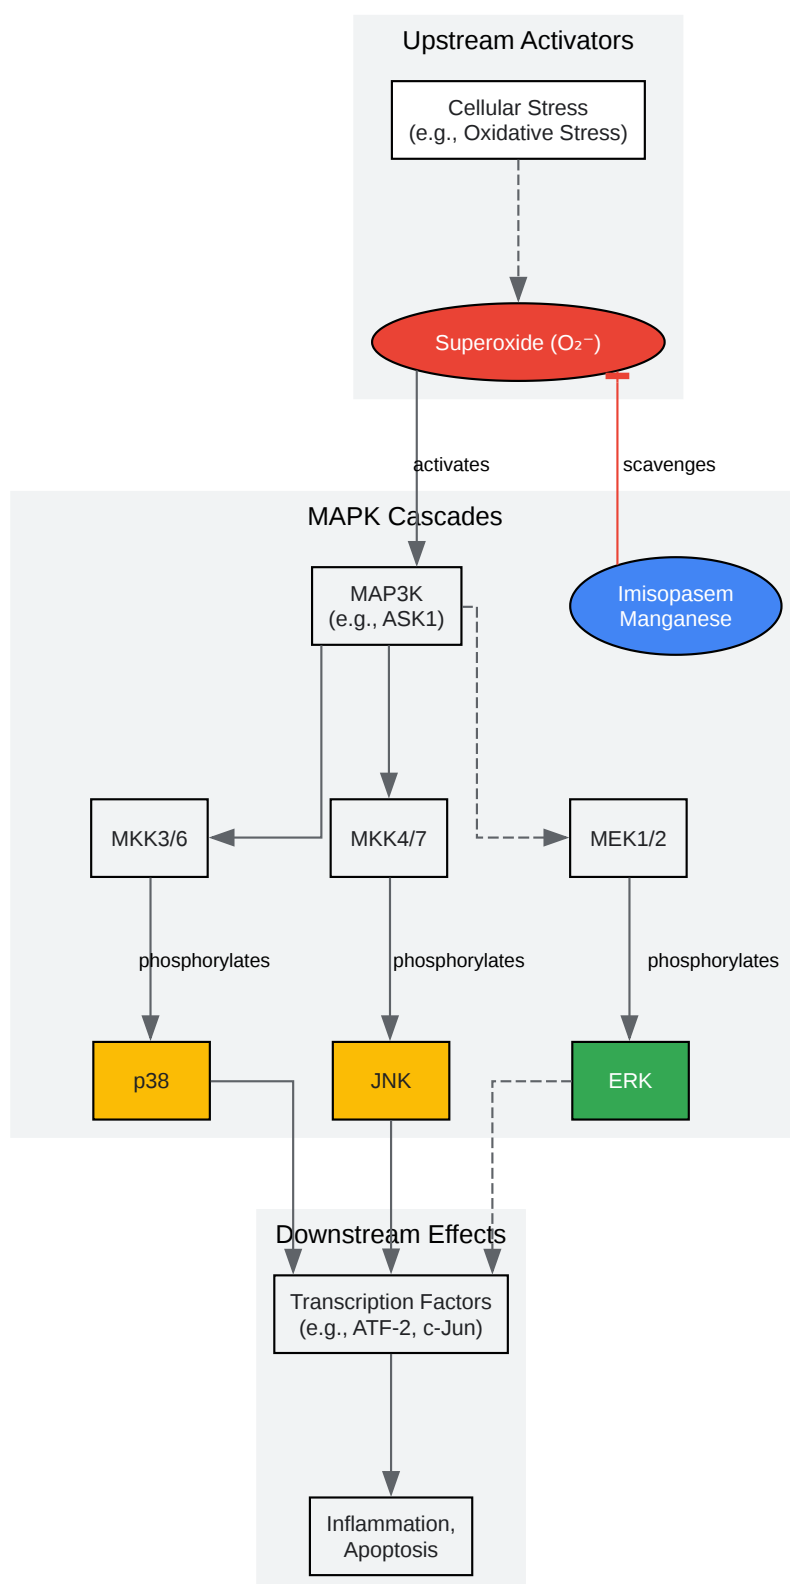 Upstream Activators
Cellular Stress
(e.g., Oxidative Stress)
Superoxide (O₂⁻)
activates
scavenges
MAPK Cascades
MAP3K
(e.g., ASK1)
Imisopasem
Manganese
MKK3/6
MKK4/7
MEK1/2
phosphorylates
phosphorylates
phosphorylates
p38
JNK
ERK
Downstream Effects
Transcription Factors
(e.g., ATF-2, c-Jun)
Inflammation,
Apoptosis